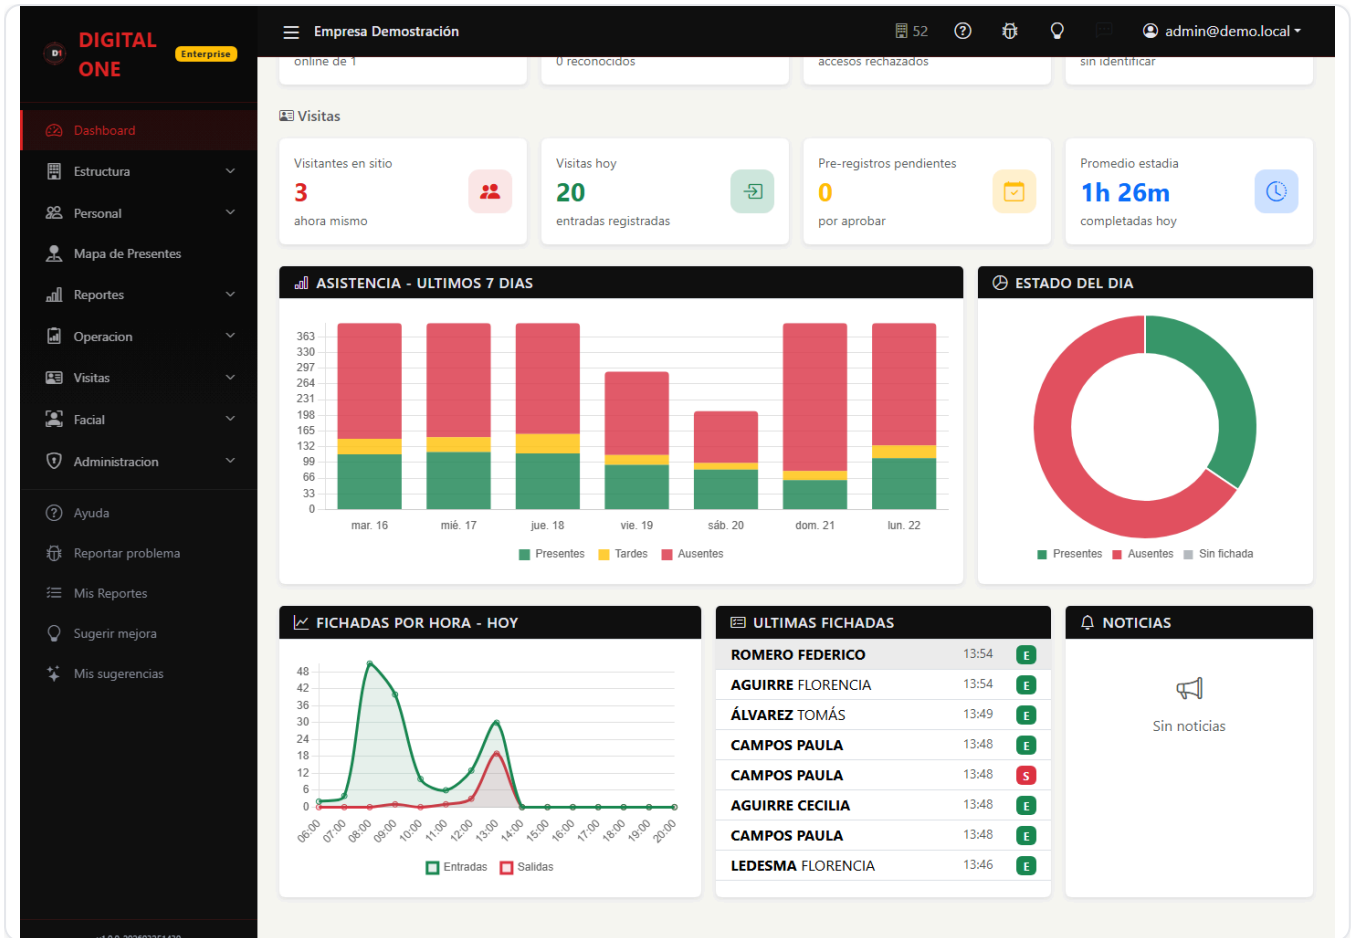 DIGITAL ONE
Enterprise
Empresa Demostración
52
admin@demo.local
Dashboard
Estructura
Personal
Mapa de Presentes
Reportes
Operacion
Visitas
Facial
Administracion
Ayuda
Reportar problema
Mis Reportes
Sugerir mejora
Mis sugerencias
online de 1
0 reconocidos
accesos rechazados
sin identificar
Visitas
Visitantes en sitio
3
ahora mismo
Visitas hoy
20
entradas registradas
Pre-registros pendientes
0
por aprobar
Promedio estadia
1h 26m
completadas hoy
ASISTENCIA - ULTIMOS 7 DIAS
363
330
297
264
231
198
165
132
99
66
33
0
mar. 16
mié. 17
jue. 18
vie. 19
sáb. 20
dom. 21
lun. 22
Presentes
Tardes
Ausentes
ESTADO DEL DIA
Presentes
Ausentes
Sin fichada
FICHADAS POR HORA - HOY
48
42
36
30
24
18
12
6
0
06:00
07:00
08:00
09:00
10:00
11:00
12:00
13:00
14:00
15:00
16:00
17:00
18:00
19:00
20:00
Entradas
Salidas
ULTIMAS FICHADAS
ROMERO FEDERICO 13:54 E
AGUIRRE FLORENCIA 13:54 E
ÁLVAREZ TOMÁS 13:49 E
CAMPOS PAULA 13:48 E
CAMPOS PAULA 13:48 S
AGUIRRE CECILIA 13:48 E
CAMPOS PAULA 13:48 E
LEDESMA FLORENCIA 13:46 E
NOTICIAS
Sin noticias